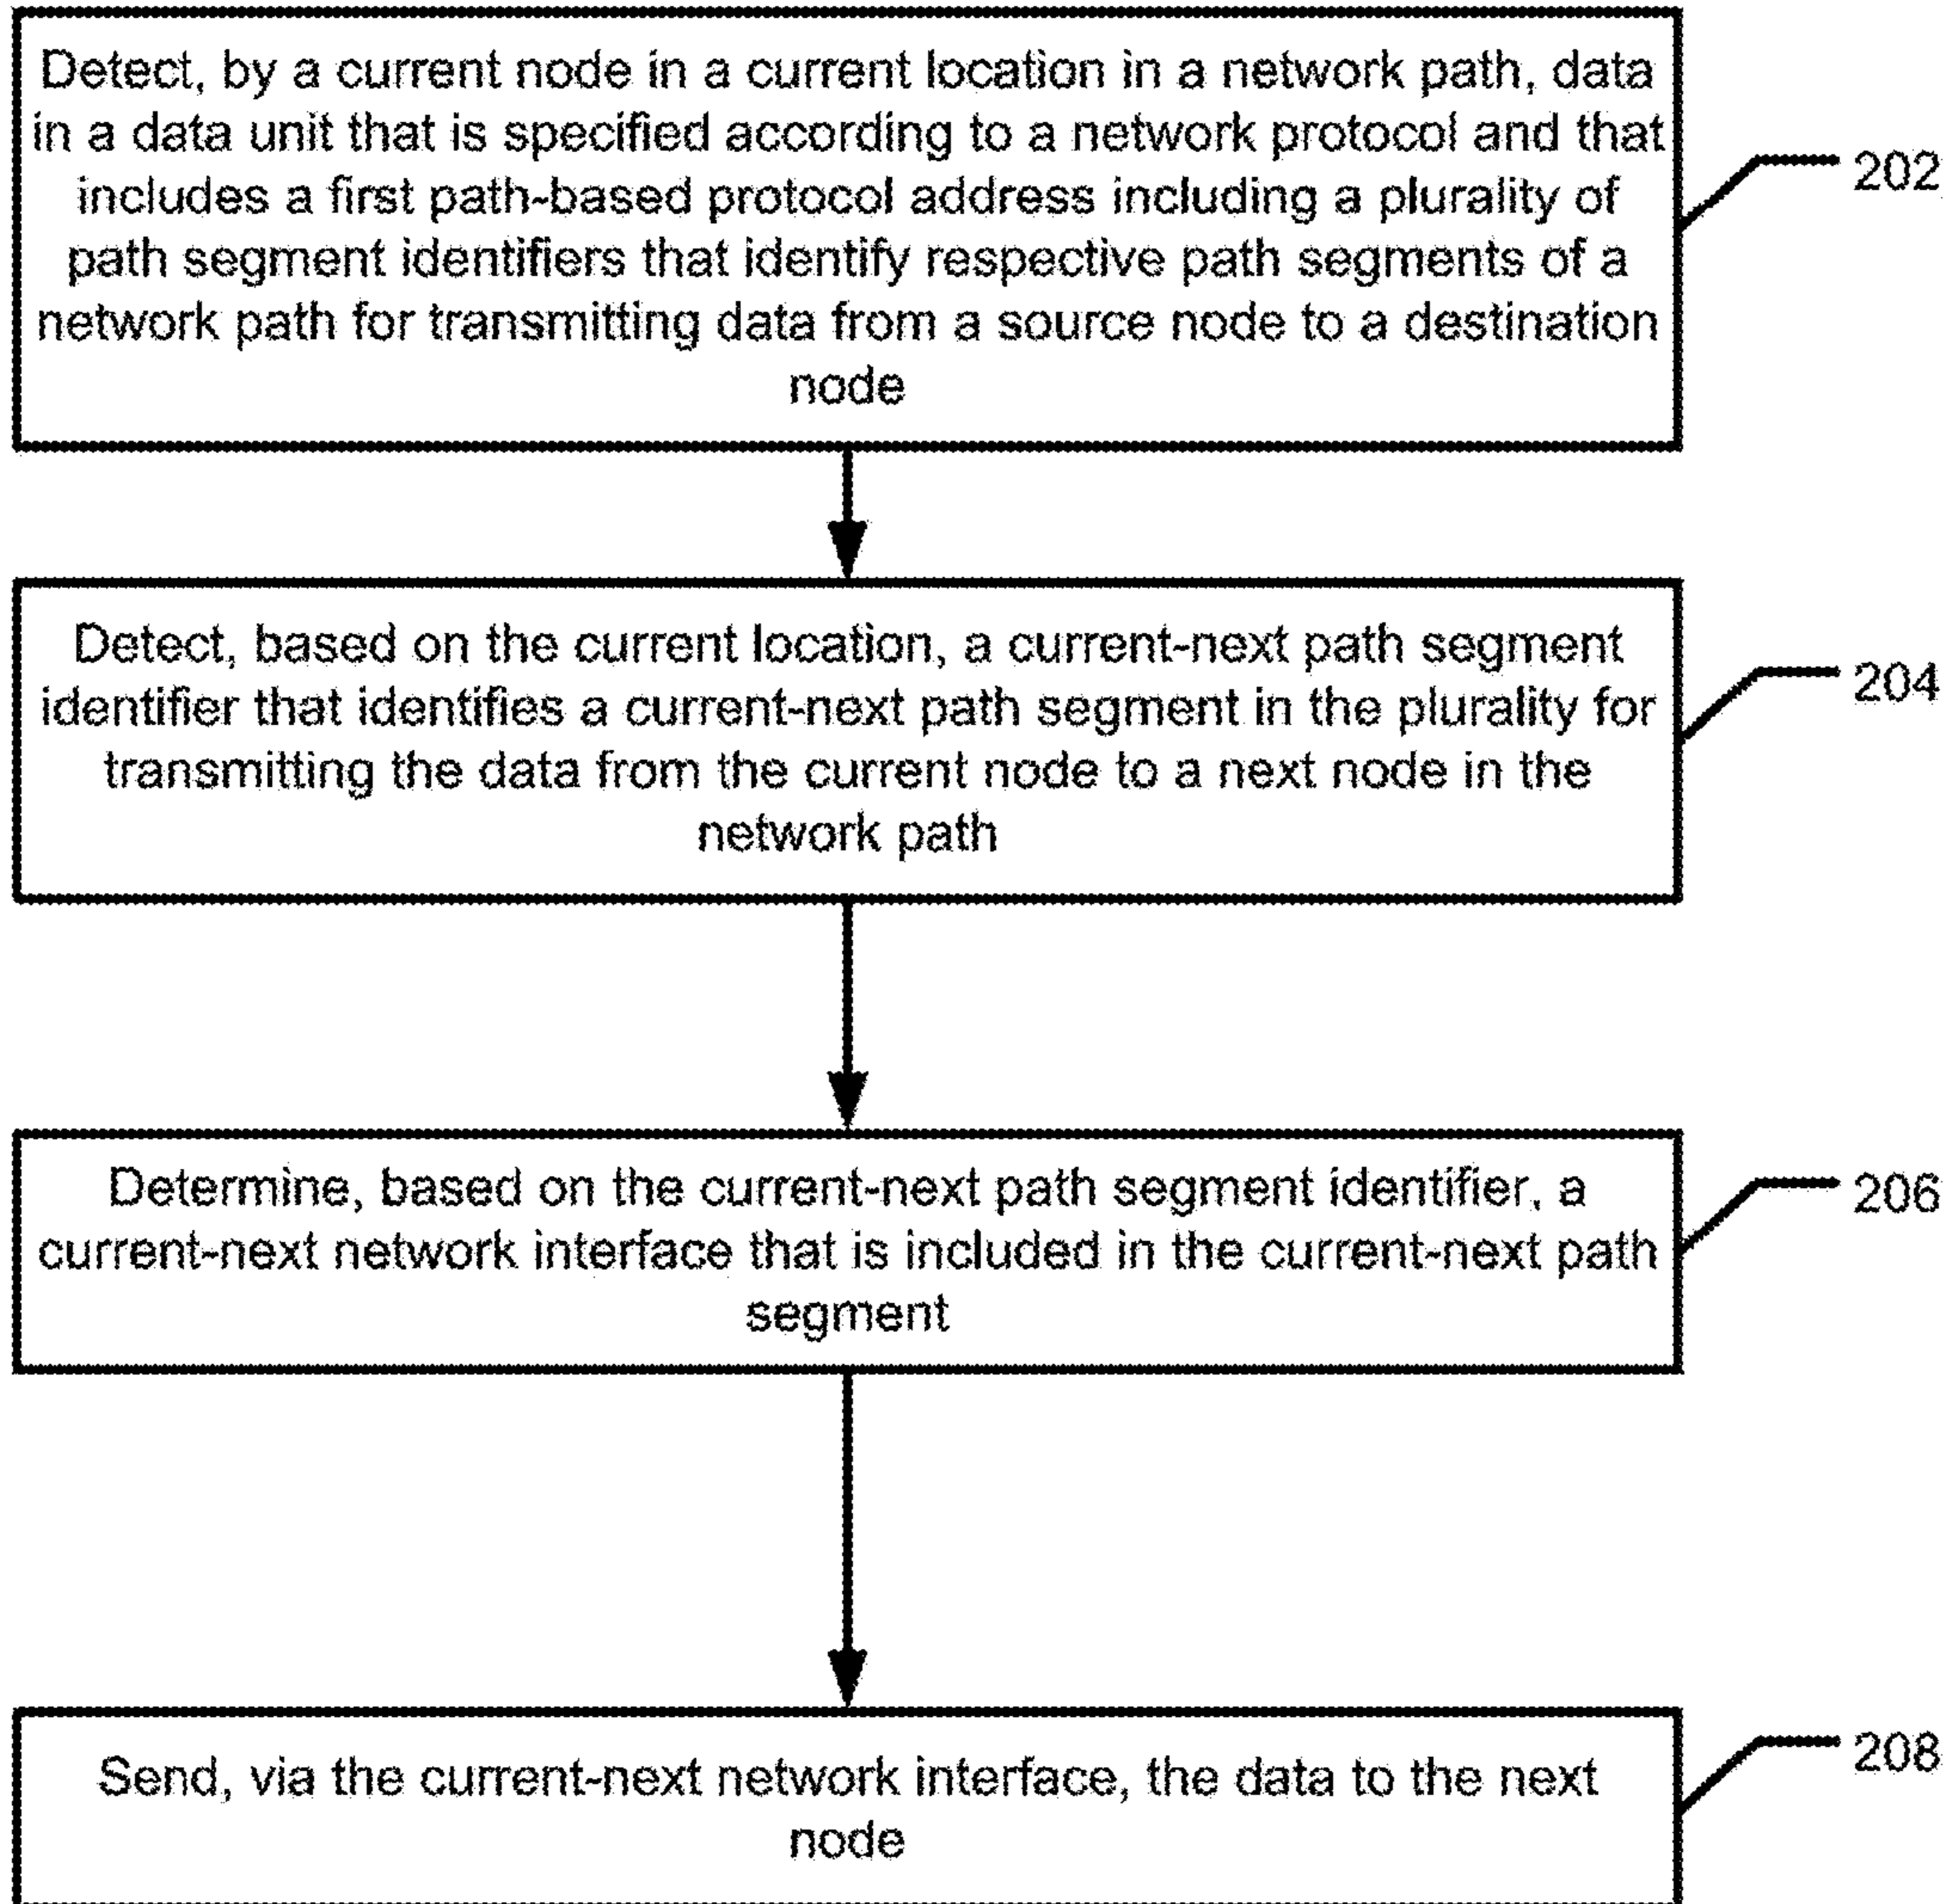 Detect, by a current node in a current location in a network path, data
in a data unit that is specified according to a network protocol and that
includes a first path-based protocol address including a plurality of
path segment identifiers that identify respective path segments of a
network path for transmitting data from a source node to a destination
node
202
Detect, based on the current location, a current-next path segment
identifier that identifies a current-next path segment in the plurality for
transmitting the data from the current node to a next node in the
network path
204
Determine, based on the current-next path segment identifier, a
current-next network interface that is included in the current-next path
segment
206
Send, via the current-next network interface, the data to the next
node
208